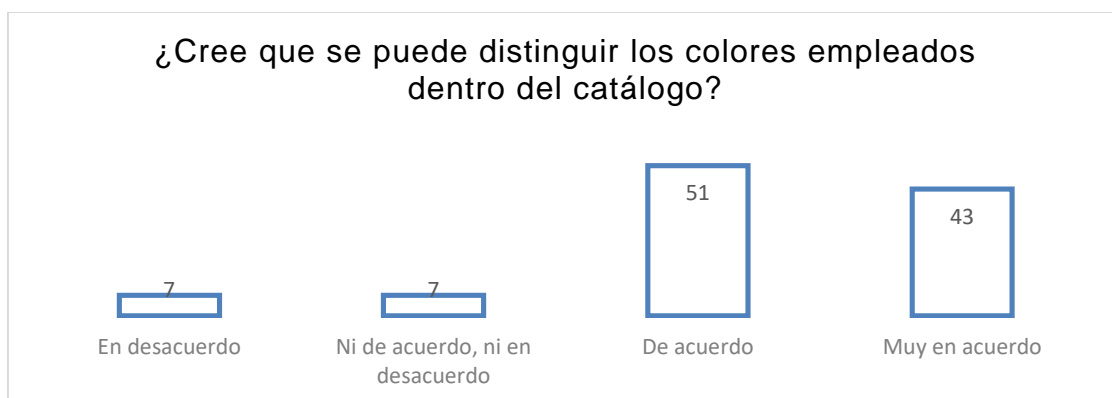 ¿Cree que se puede distinguir los colores empleados
dentro del catálogo?
7
7
51
43
En desacuerdo
Ni de acuerdo, ni en
desacuerdo
De acuerdo
Muy en acuerdo